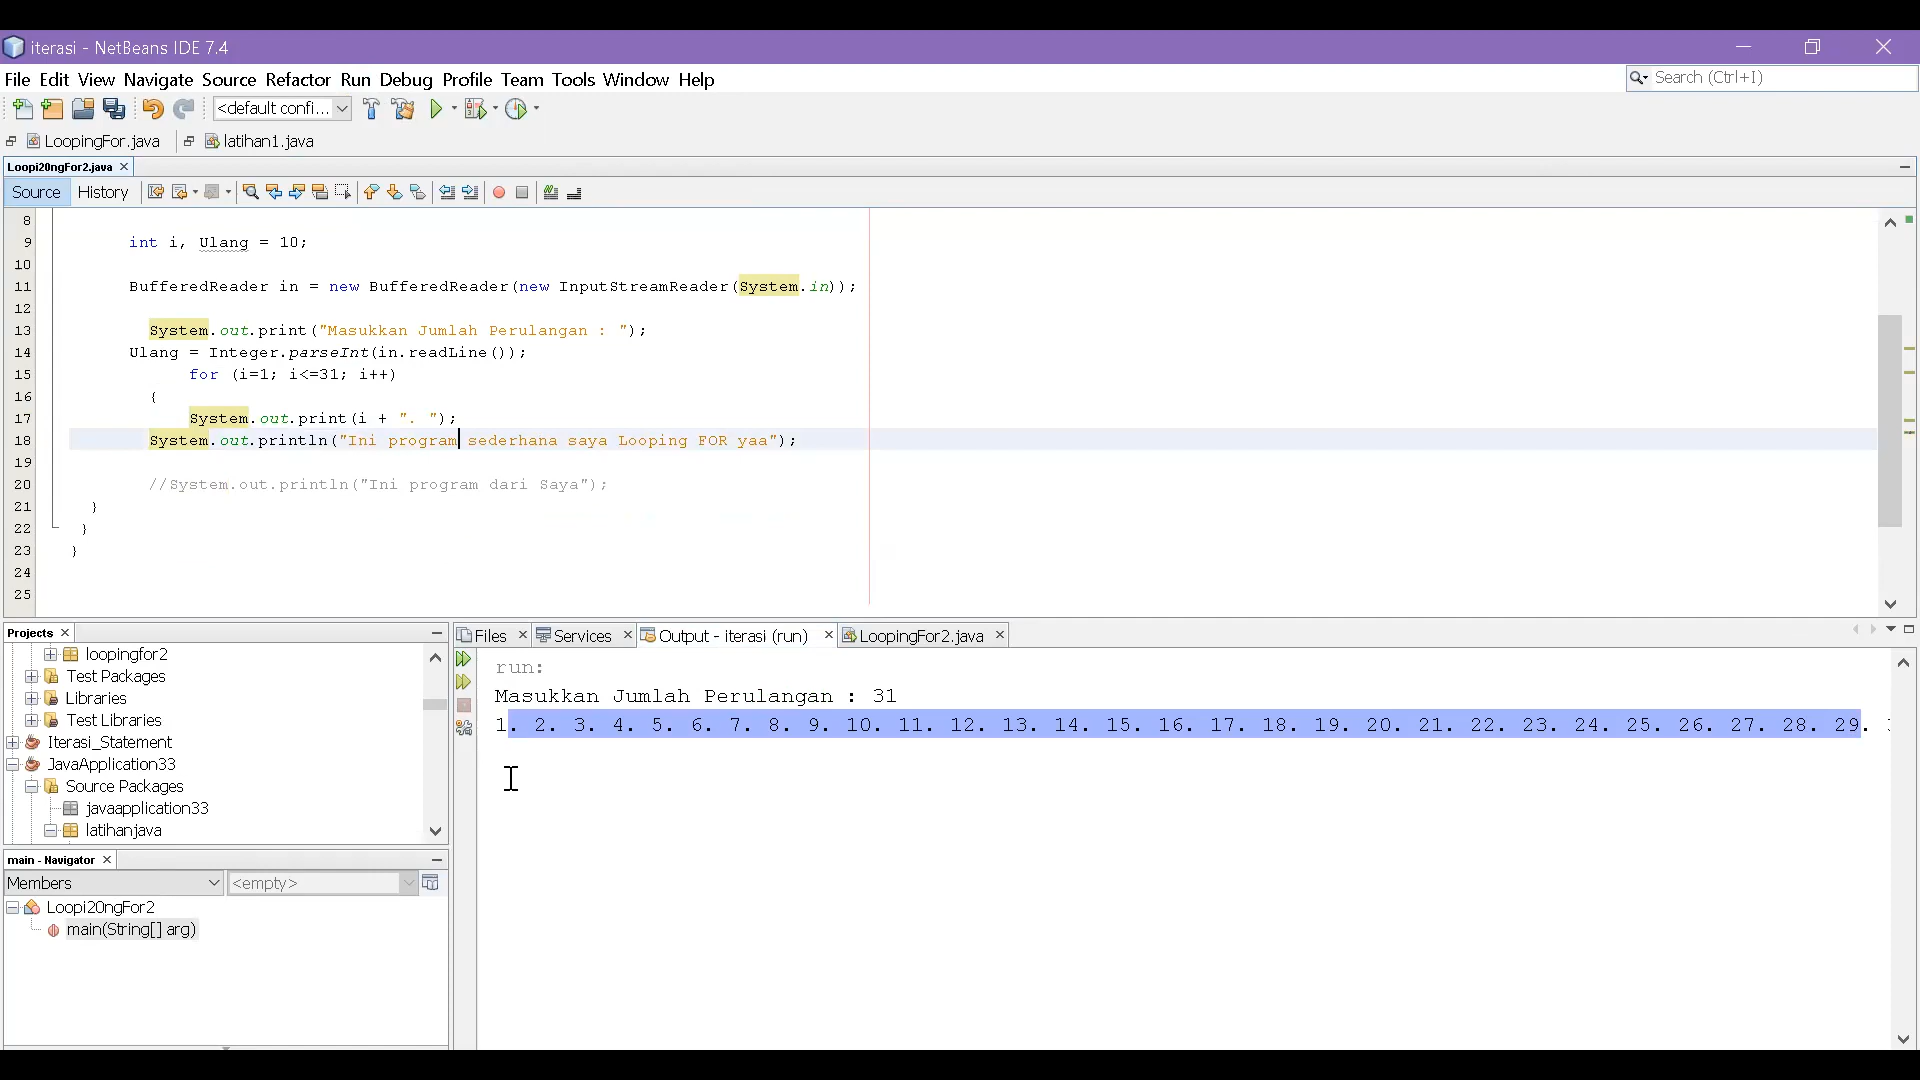 iterasi - NetBeans IDE 7.4
File Edit View Navigate Source Refactor Run Debug Profile Team Tools Window Help
Search (Ctrl+I)
<default confi...
LoopingFor.java
latihan1.java
Loopi20ngFor2.java
Source History
8
9 int i, Ulang = 10;
10
11 BufferedReader in = new BufferedReader(new InputStreamReader(System.in));
12
13 System.out.print("Masukkan Jumlah Perulangan : ");
14 Ulang = Integer.parseInt(in.readLine());
15 for (i=1; i<=31; i++)
16 {
17 System.out.print(i + ". ");
18 System.out.println("Ini program sederhana saya Looping FOR yaa");
19
20 //System.out.println("Ini program dari Saya");
21 }
22 }
23 }
24
25
Projects
loopingfor2
Test Packages
Libraries
Test Libraries
Iterasi_Statement
JavaApplication33
Source Packages
javaapplication33
latihanjava
main - Navigator
Members
<empty>
Loopi20ngFor2
main(String[] arg)
Files
Services
Output - iterasi (run)
LoopingFor2.java
run:
Masukkan Jumlah Perulangan : 31
1. 2. 3. 4. 5. 6. 7. 8. 9. 10. 11. 12. 13. 14. 15. 16. 17. 18. 19. 20. 21. 22. 23. 24. 25. 26. 27. 28. 29.